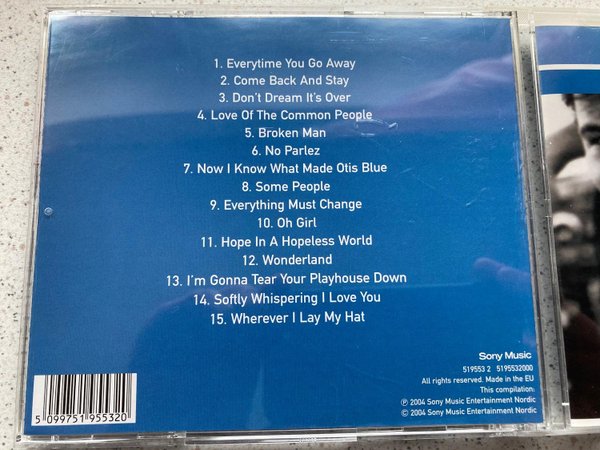 1. Everytime You Go Away
2. Come Back And Stay
3. Don't Dream It's Over
4. Love Of The Common People
5. Broken Man
6. No Parlez
7. Now I Know What Made Otis Blue
8. Some People
9. Everything Must Change
10. Oh Girl
11. Hope In A Hopeless World
12. Wonderland
13. I'm Gonna Tear Your Playhouse Down
14. Softly Whispering I Love You
15. Wherever I Lay My Hat
Sony Music
519553 2 5195532000
All rights reserved. Made in the EU
This compilation:
℗ 2004 Sony Music Entertainment Nordic
© 2004 Sony Music Entertainment Nordic
5 099751 955320